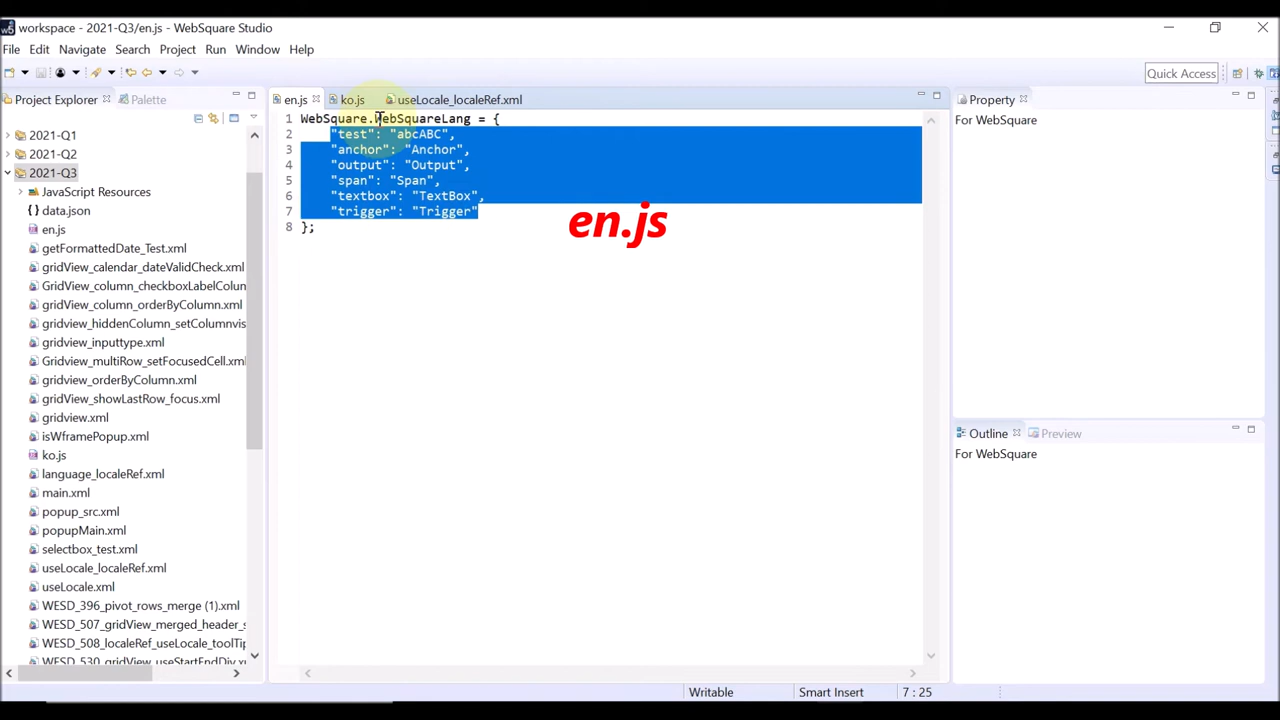 workspace - 2021-Q3/en.js - WebSquare Studio
File Edit Navigate Search Project Run Window Help
Quick Access
Project Explorer Palette
2021-Q1
2021-Q2
2021-Q3
JavaScript Resources
data.json
en.js
getFormattedDate_Test.xml
gridView_calendar_dateValidCheck.xml
GridView_column_checkboxLabelColum
gridView_column_orderByColumn.xml
gridview_hiddenColumn_setColumnvis
gridview_inputtype.xml
Gridview_multiRow_setFocusedCell.xml
gridview_orderByColumn.xml
gridView_showLastRow_focus.xml
gridview.xml
isWframePopup.xml
ko.js
language_localeRef.xml
main.xml
popup_src.xml
popupMain.xml
selectbox_test.xml
useLocale_localeRef.xml
useLocale.xml
WESD_396_pivot_rows_merge (1).xml
WESD_507_gridView_merged_header_s
WESD_508_localeRef_useLocale_toolTip
WESD_530_gridView_useStartEndDiv.x
en.js ko.js useLocale_localeRef.xml
1 WebSquare.WebSquareLang = {
2 "test": "abcABC",
3 "anchor": "Anchor",
4 "output": "Output",
5 "span": "Span",
6 "textbox": "TextBox",
7 "trigger": "Trigger"
8 };
en.js
Property
For WebSquare
Outline Preview
For WebSquare
Writable Smart Insert 7 : 25